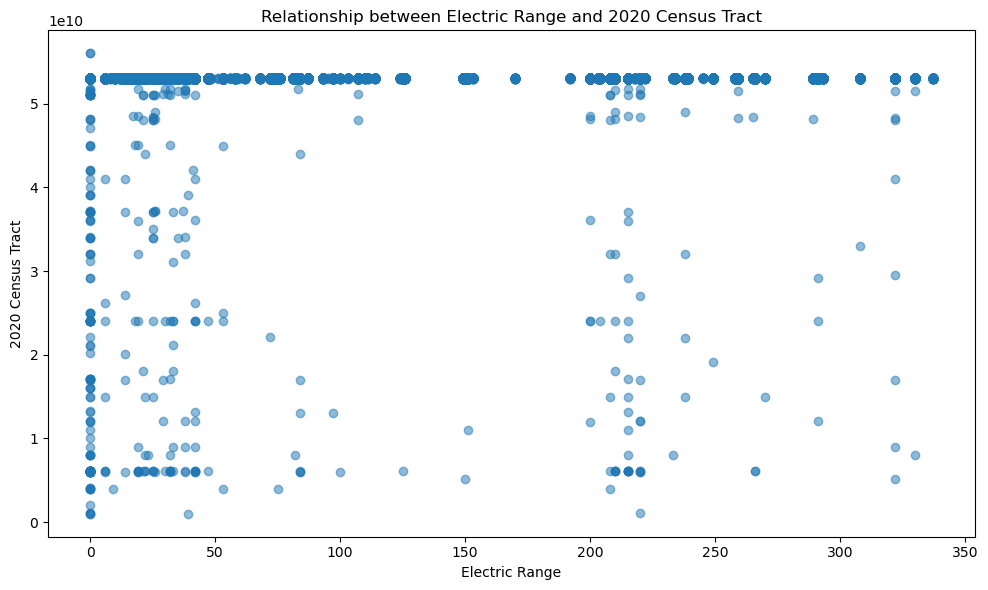 Relationship between Electric Range and 2020 Census Tract
1e10
5
4
3
2
1
0
2020 Census Tract
0 50 100 150 200 250 300 350
Electric Range